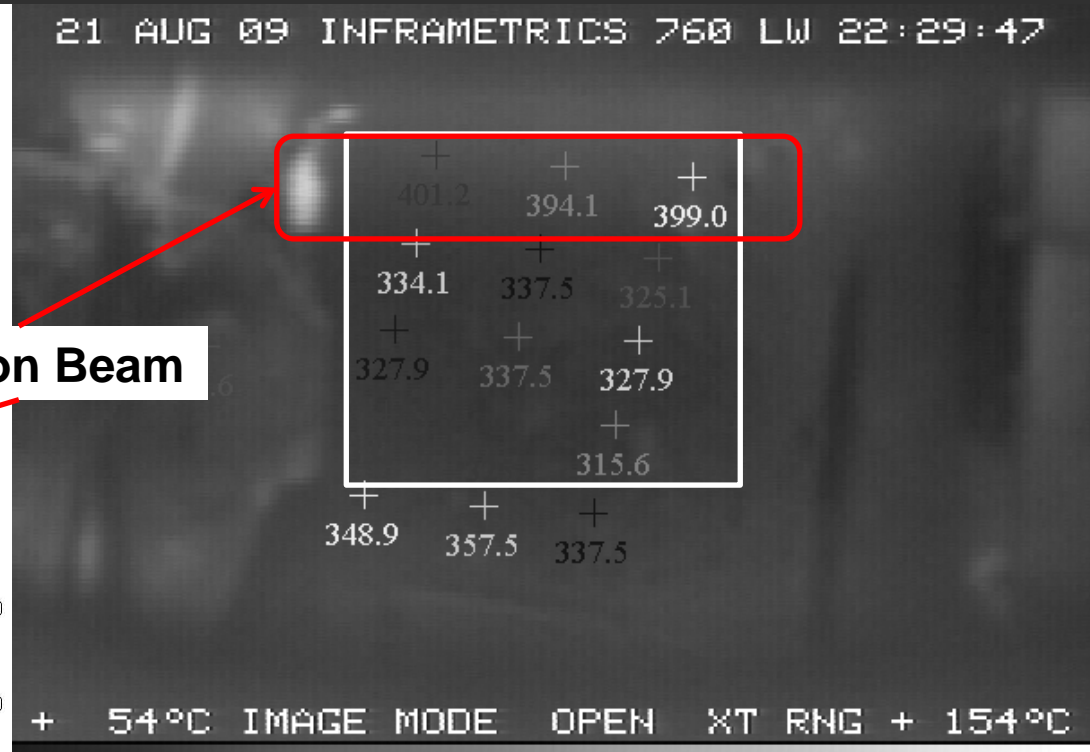 21 AUG 09 INFRAMETRICS 760 LW 22:29:47
401.2 394.1 399.0
334.1 337.5 325.1
on Beam
327.9 337.5 327.9
315.6
348.9 357.5 337.5
+ 54°C IMAGE MODE OPEN XT RNG + 154°C